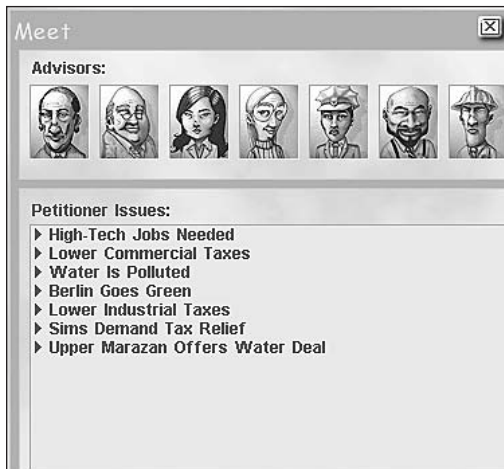 Meet
Advisors:
Petitioner Issues:
High-Tech Jobs Needed
Lower Commercial Taxes
Water Is Polluted
Berlin Goes Green
Lower Industrial Taxes
Sims Demand Tax Relief
Upper Marazan Offers Water Deal